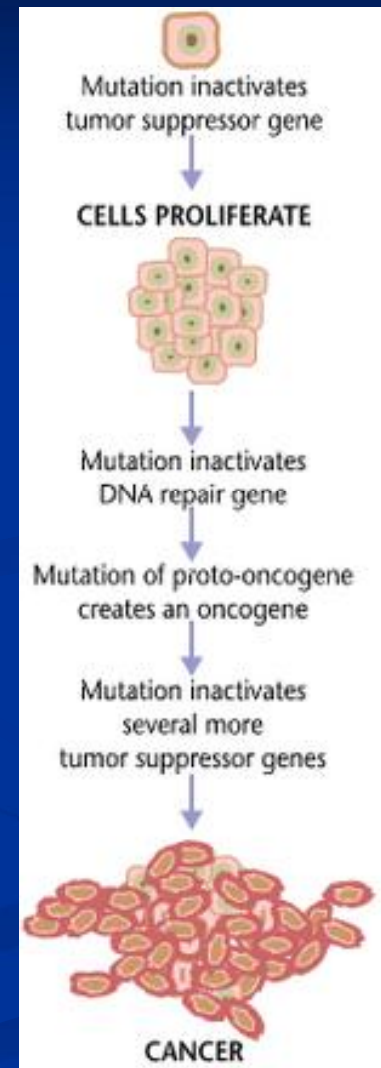 Mutation inactivates
tumor suppressor gene
CELLS PROLIFERATE
Mutation inactivates
DNA repair gene
Mutation of proto-oncogene
creates an oncogene
Mutation inactivates
several more
tumor suppressor genes
CANCER